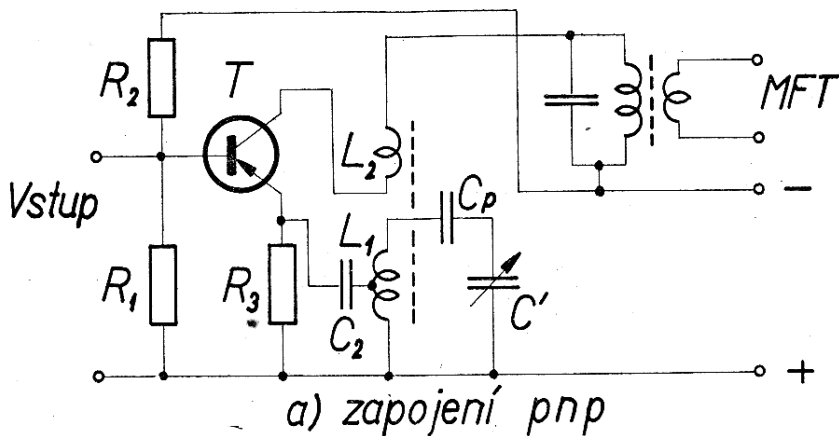 R₂
T
L₂
MFT
Vstup
Cₚ
−
L₁
R₁
R₃
C₂
C′
+
a) zapojení pnp